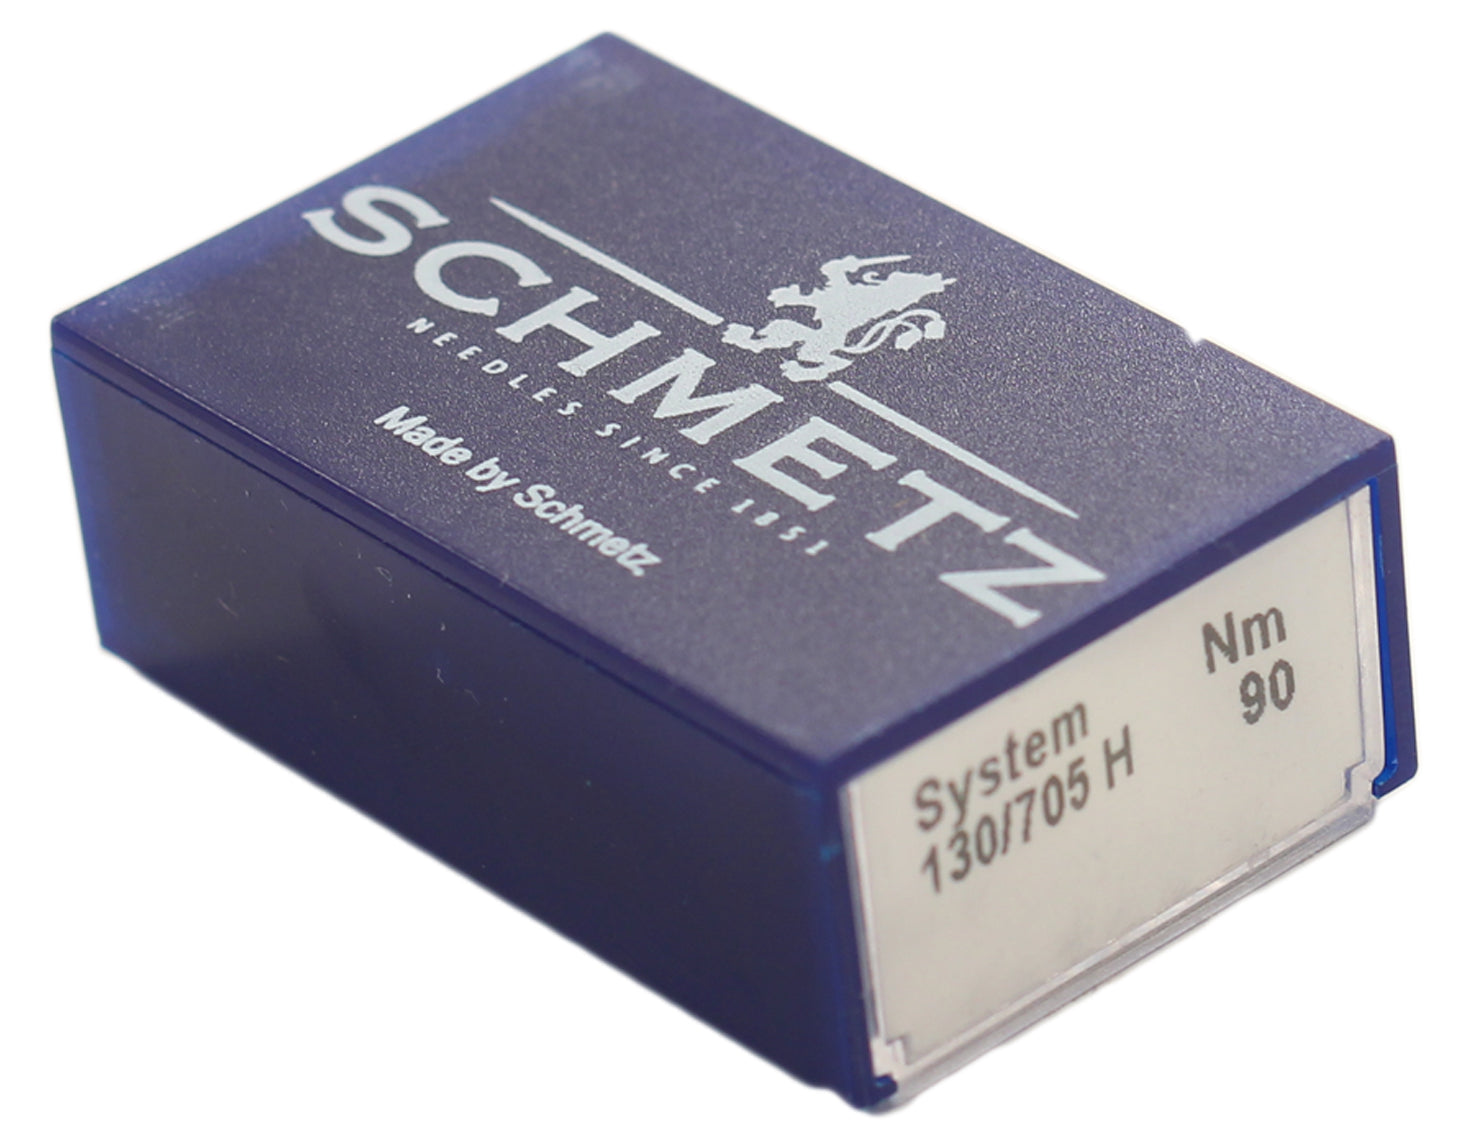 SCHMETZ
NEEDLES SINCE 1851
Made by Schmetz
System
130/705 H
Nm
90